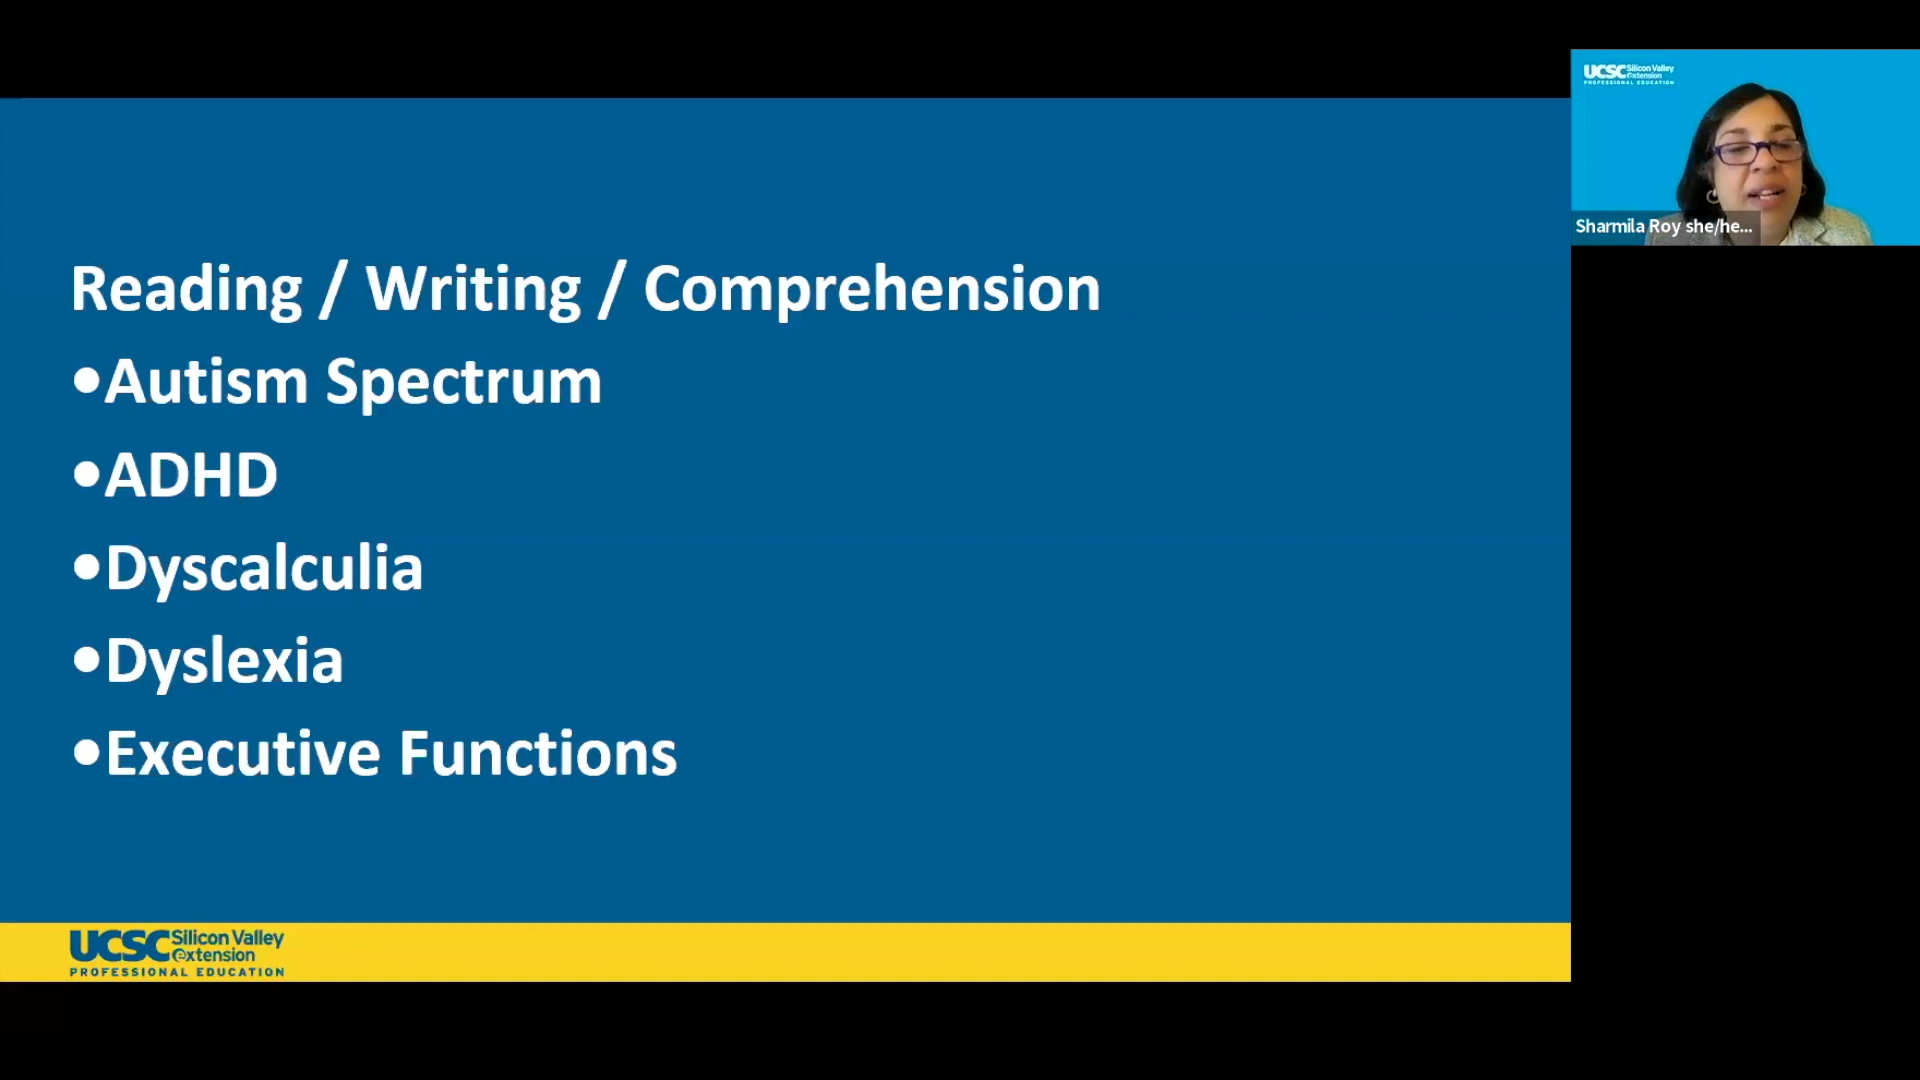 UCSC Silicon Valley
extension
PROFESSIONAL EDUCATION
Sharmila Roy she/he...
Reading / Writing / Comprehension
•Autism Spectrum
•ADHD
•Dyscalculia
•Dyslexia
•Executive Functions
UCSC Silicon Valley
extension
PROFESSIONAL EDUCATION